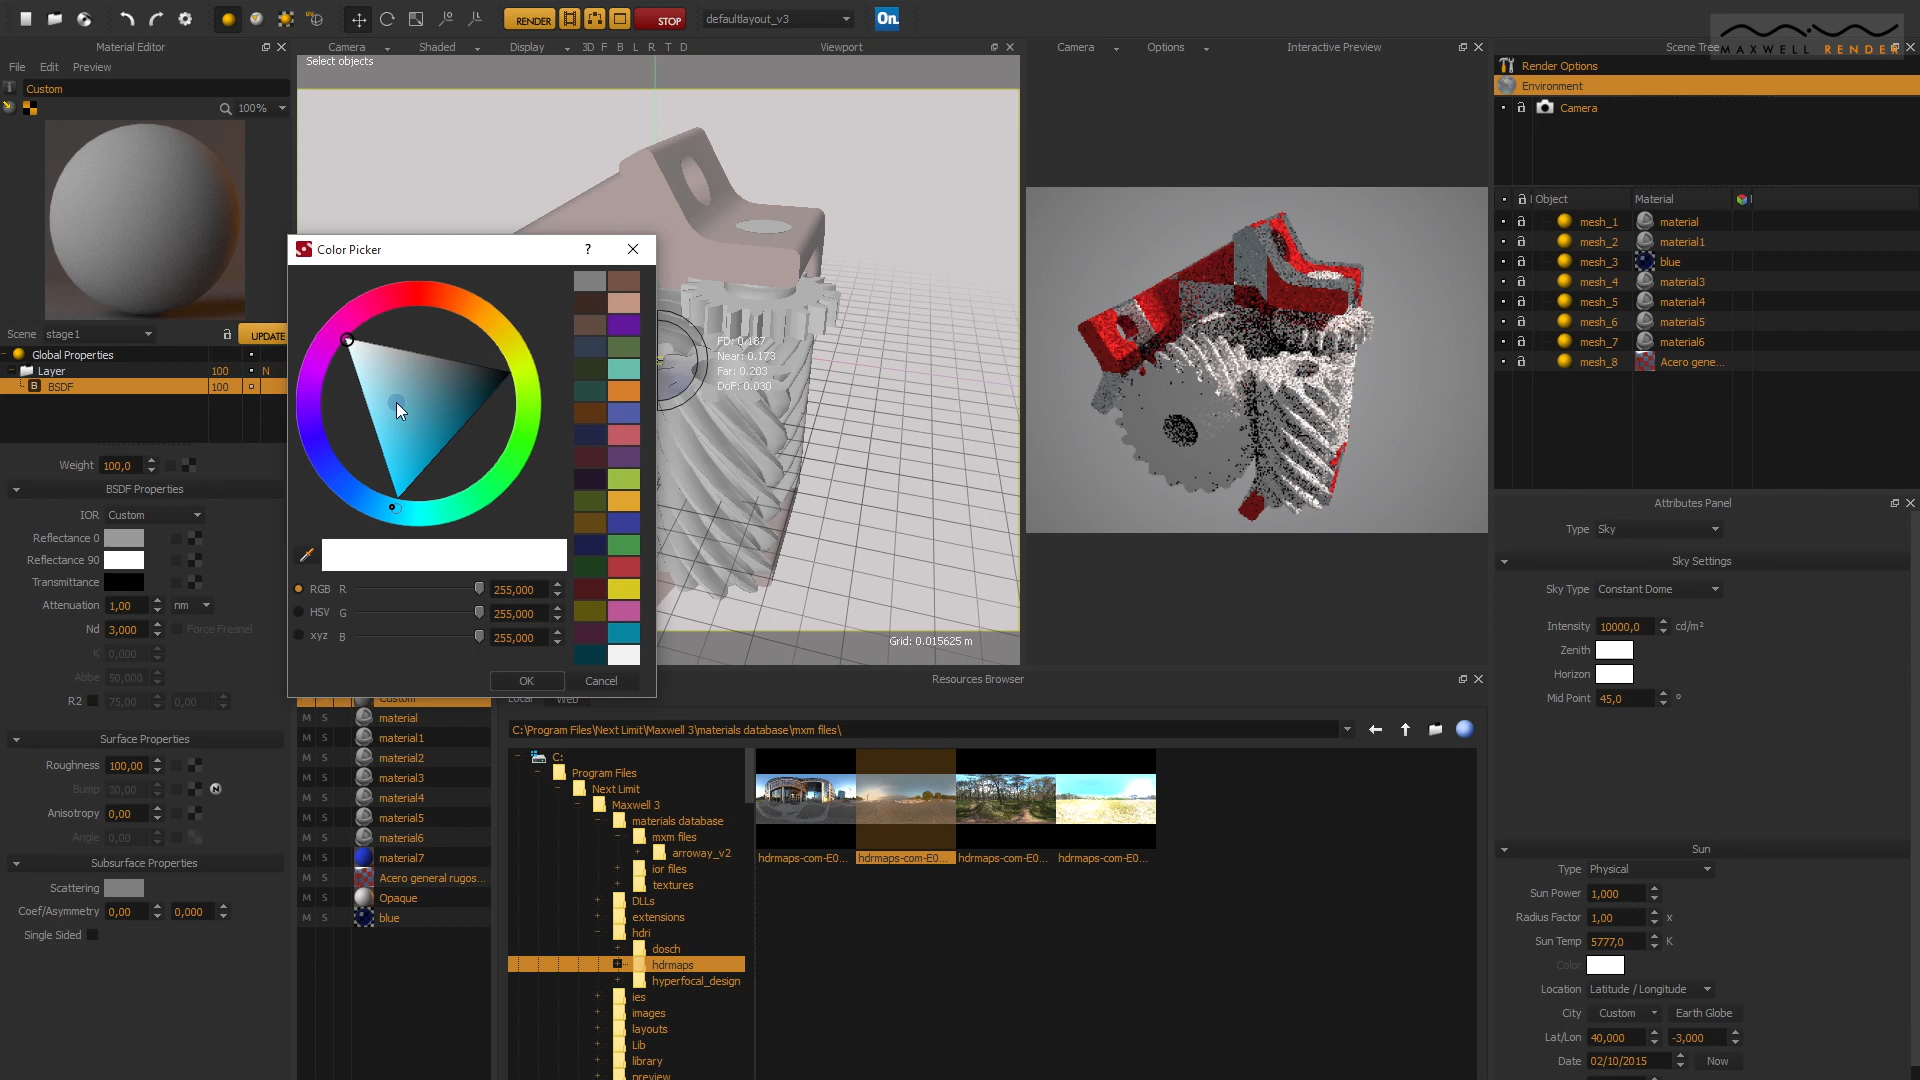 RENDER
STOP
defaultlayout_v3
On.
MAXWELL RENDER
Material Editor
File Edit Preview
Custom
100%
Scene stage1
UPDATE
Global Properties
Layer 100 N
BSDF 100
B
Weight 100,0
BSDF Properties
IOR Custom
Reflectance 0
Reflectance 90
Transmittance
Attenuation 1,00 nm
Nd 3,000 Force Fresnel
K 0,000
Abbe 50,000
R2 75,00 0,00
Surface Properties
Roughness 100,00
Bump 30,00 N
Anisotropy 0,00
Angle 0,00
Subsurface Properties
Scattering
Coef/Asymmetry 0,00 0,000
Single Sided
Camera Shaded Display 3D F B L R T D Viewport
Select objects
FD: 0.187
Near: 0.173
Far: 0.203
DoF: 0.030
Grid: 0.015625 m
Color Picker ?
RGB R 255,000
HSV G 255,000
xyz B 255,000
OK Cancel
Custom
M S material
M S material1
M S material2
M S material3
M S material4
M S material5
M S material6
M S material7
M S Acero general rugos...
M S Opaque
M S blue
Camera Options Interactive Preview
Resources Browser
Local Web
C:\Program Files\Next Limit\Maxwell 3\materials database\mxm files\
C:
Program Files
Next Limit
Maxwell 3
materials database
mxm files
arroway_v2
ior files
textures
DLLs
extensions
hdri
dosch
hdrmaps
hyperfocal_design
ies
images
layouts
Lib
library
preview
hdrmaps-com-E0... hdrmaps-com-E0... hdrmaps-com-E0... hdrmaps-com-E0...
Scene Tree
Render Options
Environment
Camera
Object Material
mesh_1 material
mesh_2 material1
mesh_3 blue
mesh_4 material3
mesh_5 material4
mesh_6 material5
mesh_7 material6
mesh_8 Acero gene...
Attributes Panel
Type Sky
Sky Settings
Sky Type Constant Dome
Intensity 10000,0 cd/m²
Zenith
Horizon
Mid Point 45,0 º
Sun
Type Physical
Sun Power 1,000
Radius Factor 1,00 x
Sun Temp 5777,0 K
Color
Location Latitude / Longitude
City Custom Earth Globe
Lat/Lon 40,000 -3,000
Date 02/10/2015 Now